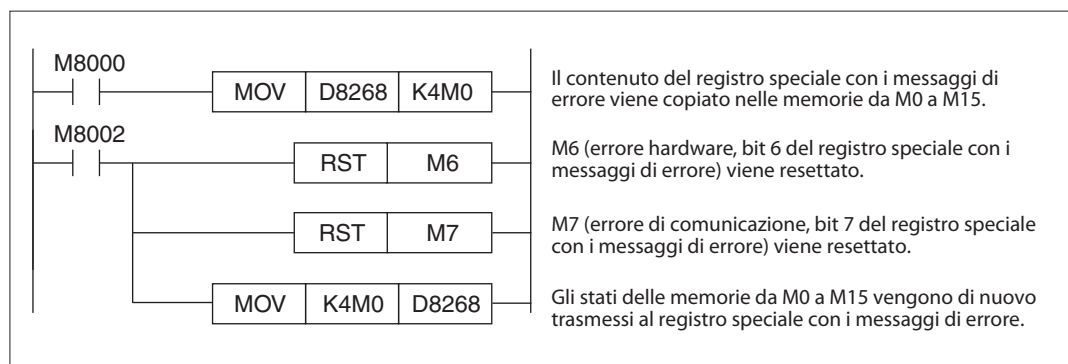 M8000
MOV D8268 K4M0
Il contenuto del registro speciale con i messaggi di
errore viene copiato nelle memorie da M0 a M15.
M8002
RST M6
M6 (errore hardware, bit 6 del registro speciale con i
messaggi di errore) viene resettato.
RST M7
M7 (errore di comunicazione, bit 7 del registro speciale
con i messaggi di errore) viene resettato.
MOV K4M0 D8268
Gli stati delle memorie da M0 a M15 vengono di nuovo
trasmessi al registro speciale con i messaggi di errore.